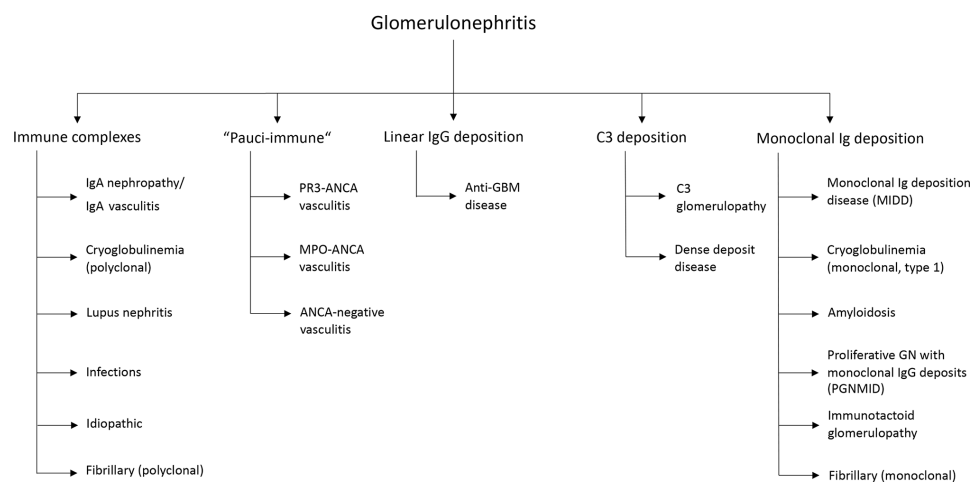 Glomerulonephritis
Immune complexes
IgA nephropathy/
IgA vasculitis
Cryoglobulinemia
(polyclonal)
Lupus nephritis
Infections
Idiopathic
Fibrillary (polyclonal)
“Pauci-immune“
PR3-ANCA
vasculitis
MPO-ANCA
vasculitis
ANCA-negative
vasculitis
Linear IgG deposition
Anti-GBM
disease
C3 deposition
C3
glomerulopathy
Dense deposit
disease
Monoclonal Ig deposition
Monoclonal Ig deposition
disease (MIDD)
Cryoglobulinemia
(monoclonal, type 1)
Amyloidosis
Proliferative GN with
monoclonal IgG deposits
(PGNMID)
Immunotactoid
glomerulopathy
Fibrillary (monoclonal)